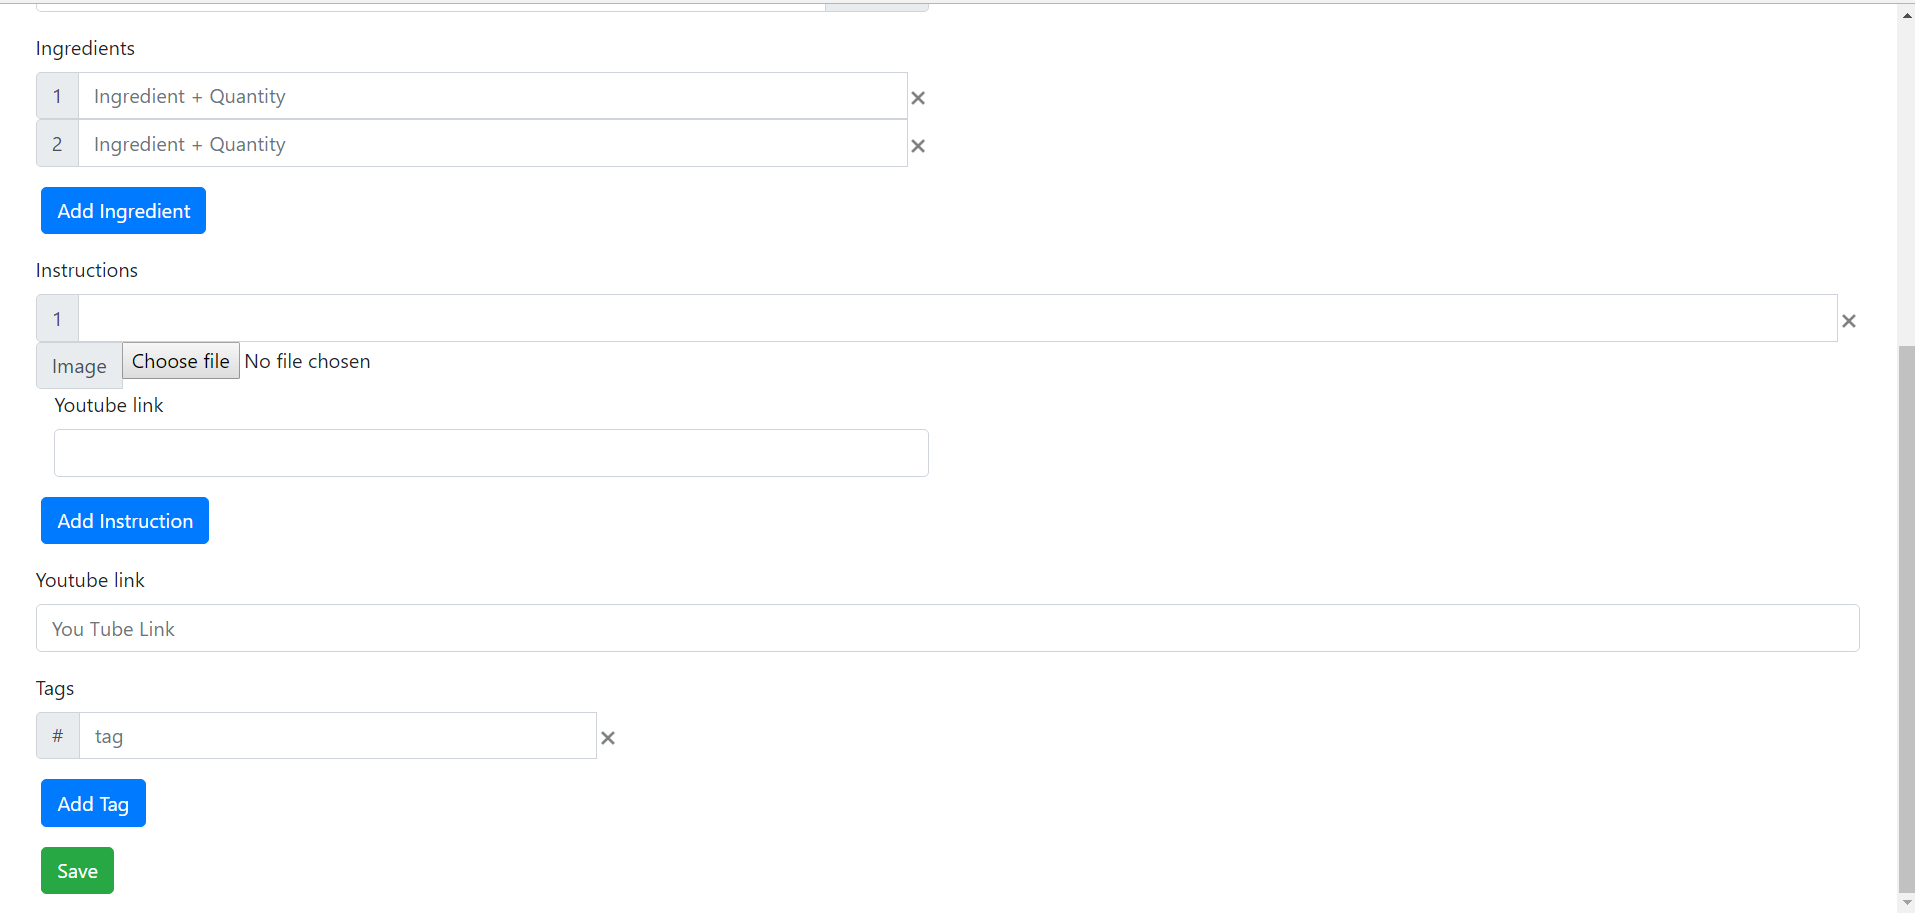 Ingredients
1 Ingredient + Quantity
2 Ingredient + Quantity
Add Ingredient
Instructions
1
Image Choose file No file chosen
Youtube link
Add Instruction
Youtube link
You Tube Link
Tags
# tag
Add Tag
Save